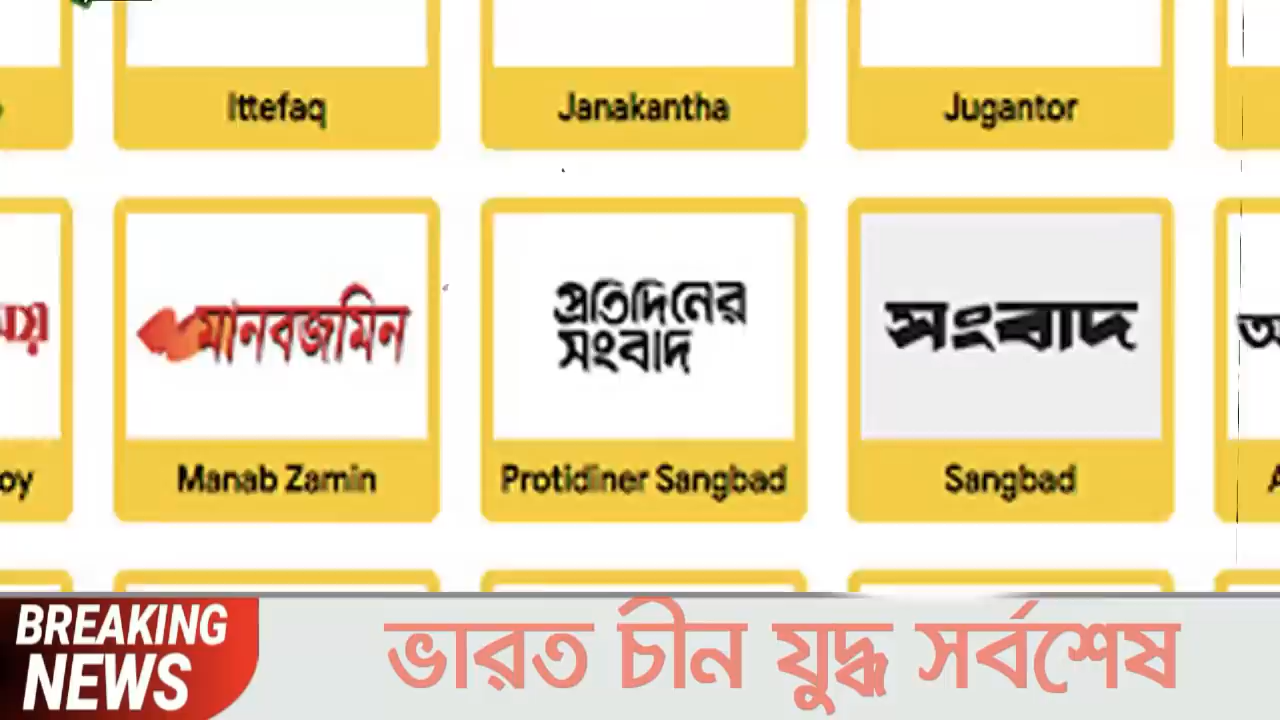 Ittefaq
Janakantha
Jugantor
মানবজমিন
প্রতিদিনের
সংবাদ
সংবাদ
Manab Zamin
Protidiner Sangbad
Sangbad
BREAKING
NEWS
ভারত চীন যুদ্ধ সর্বশেষ